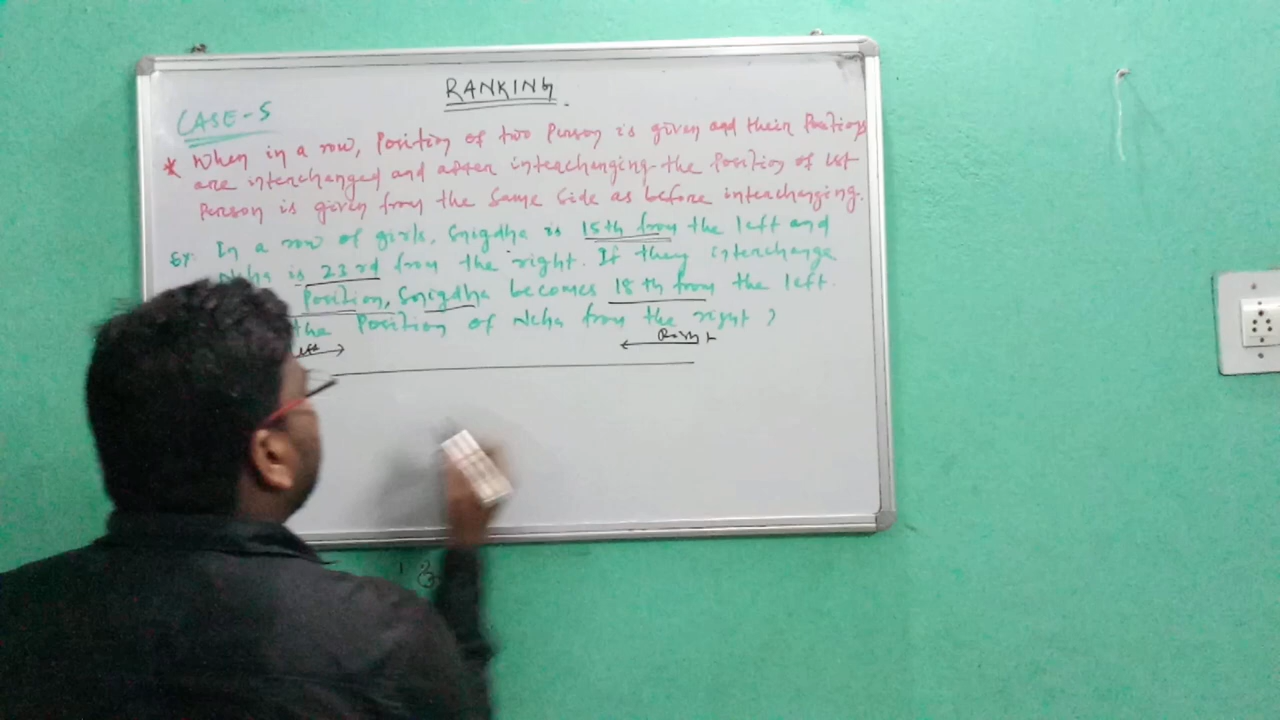 RANKING
CASE-5
* When in a row, Position of two Person is given and their Positions
are interchanged and after interchanging the Position of 1st
Person is given from the same side as before interchanging.
Ex: In a row of girls, Snigdha is 15th from the left and
Neha is 23rd from the right. If they interchange
Position, Snigdha becomes 18th from the left.
the Position of Neha from the right ?
Right